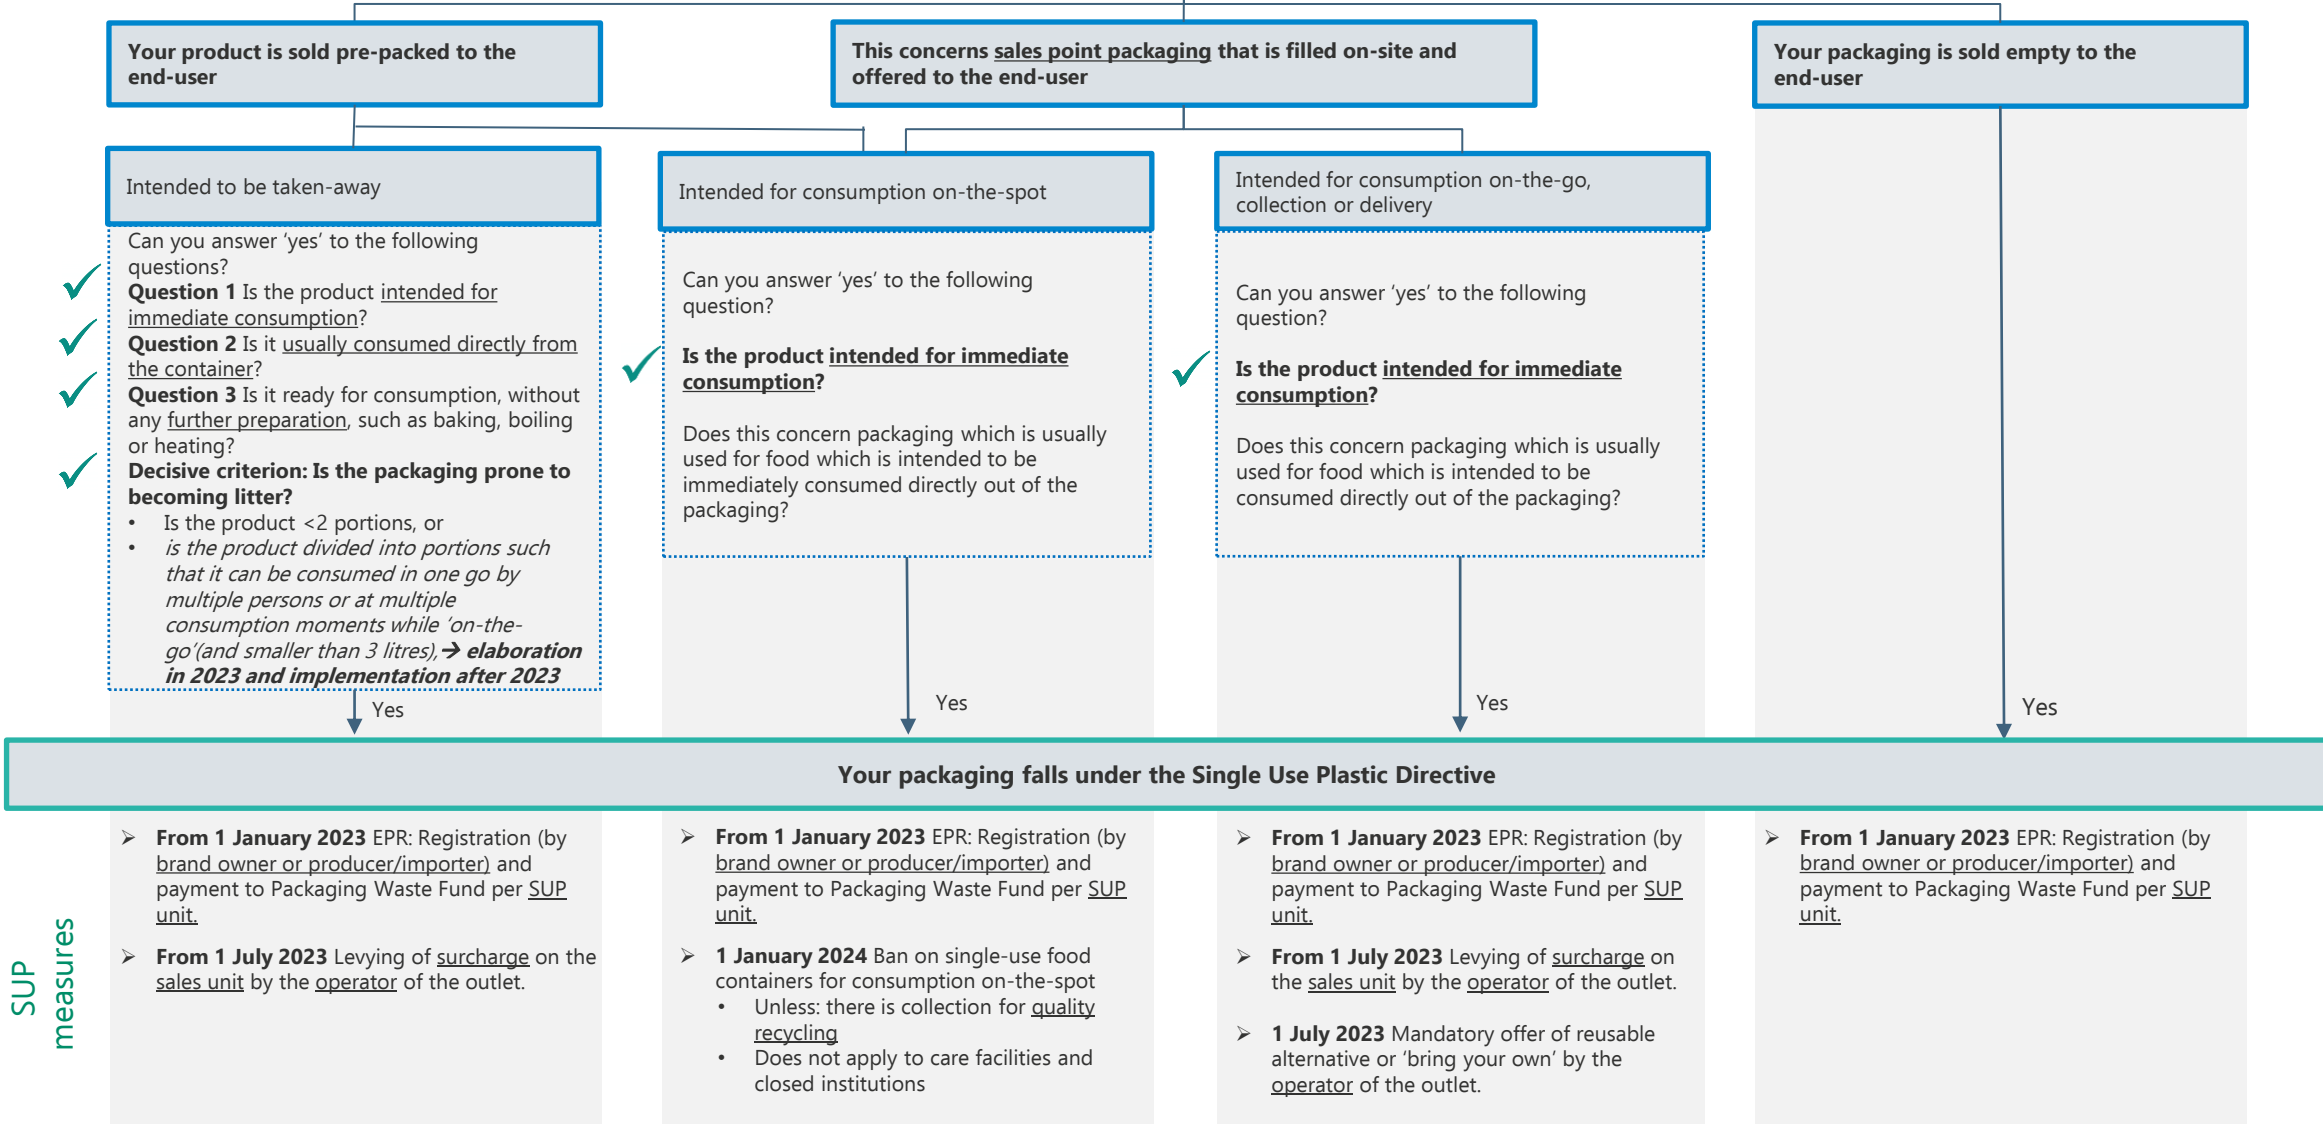 Your product is sold pre-packed to the
end-user
This concerns sales point packaging that is filled on-site and
offered to the end-user
Your packaging is sold empty to the
end-user
Intended to be taken-away
Intended for consumption on-the-spot
Intended for consumption on-the-go,
collection or delivery
Can you answer ‘yes’ to the following
questions?
Question 1 Is the product intended for
immediate consumption?
Question 2 Is it usually consumed directly from
the container?
Question 3 Is it ready for consumption, without
any further preparation, such as baking, boiling
or heating?
Decisive criterion: Is the packaging prone to
becoming litter?
• Is the product <2 portions, or
• is the product divided into portions such
that it can be consumed in one go by
multiple persons or at multiple
consumption moments while ‘on-the-
go’(and smaller than 3 litres),→ elaboration
in 2023 and implementation after 2023
Yes
Can you answer ‘yes’ to the following
question?
Is the product intended for immediate
consumption?
Does this concern packaging which is usually
used for food which is intended to be
immediately consumed directly out of the
packaging?
Yes
Can you answer ‘yes’ to the following
question?
Is the product intended for immediate
consumption?
Does this concern packaging which is usually
used for food which is intended to be
consumed directly out of the packaging?
Yes
Yes
Your packaging falls under the Single Use Plastic Directive
SUP
measures
➢ From 1 January 2023 EPR: Registration (by
brand owner or producer/importer) and
payment to Packaging Waste Fund per SUP
unit.
➢ From 1 July 2023 Levying of surcharge on the
sales unit by the operator of the outlet.
➢ From 1 January 2023 EPR: Registration (by
brand owner or producer/importer) and
payment to Packaging Waste Fund per SUP
unit.
➢ 1 January 2024 Ban on single-use food
containers for consumption on-the-spot
• Unless: there is collection for quality
recycling
• Does not apply to care facilities and
closed institutions
➢ From 1 January 2023 EPR: Registration (by
brand owner or producer/importer) and
payment to Packaging Waste Fund per SUP
unit.
➢ From 1 July 2023 Levying of surcharge on
the sales unit by the operator of the outlet.
➢ 1 July 2023 Mandatory offer of reusable
alternative or ‘bring your own’ by the
operator of the outlet.
➢ From 1 January 2023 EPR: Registration (by
brand owner or producer/importer) and
payment to Packaging Waste Fund per SUP
unit.